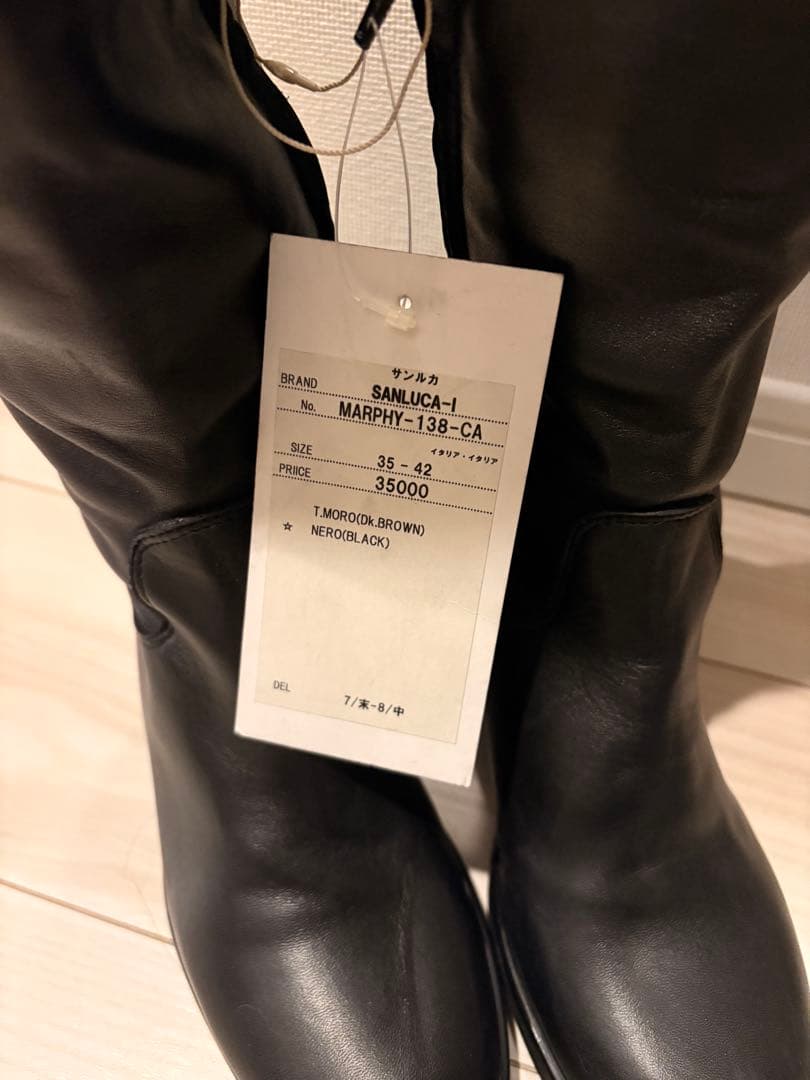 サンルカ
BRAND SANLUCA-I
No. MARPHY-138-CA
イタリア・イタリア
SIZE 35 - 42
PRIICE 35000
T.MORO(Dk.BROWN)
☆ NERO(BLACK)
DEL 7/末-8/中